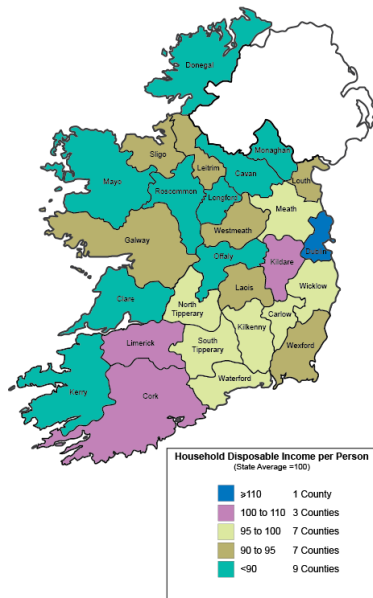 Donegal
Monaghan
Sligo
Leitrim
Cavan
Louth
Mayo
Roscommon
Longford
Meath
Westmeath
Galway
Dublin
Offaly
Kildare
Laois
Wicklow
Clare
North
Tipperary
Carlow
Limerick
South
Tipperary
Kilkenny
Wexford
Waterford
Kerry
Cork
Household Disposable Income per Person
(State Average =100)
≥110 1 County
100 to 110 3 Counties
95 to 100 7 Counties
90 to 95 7 Counties
<90 9 Counties